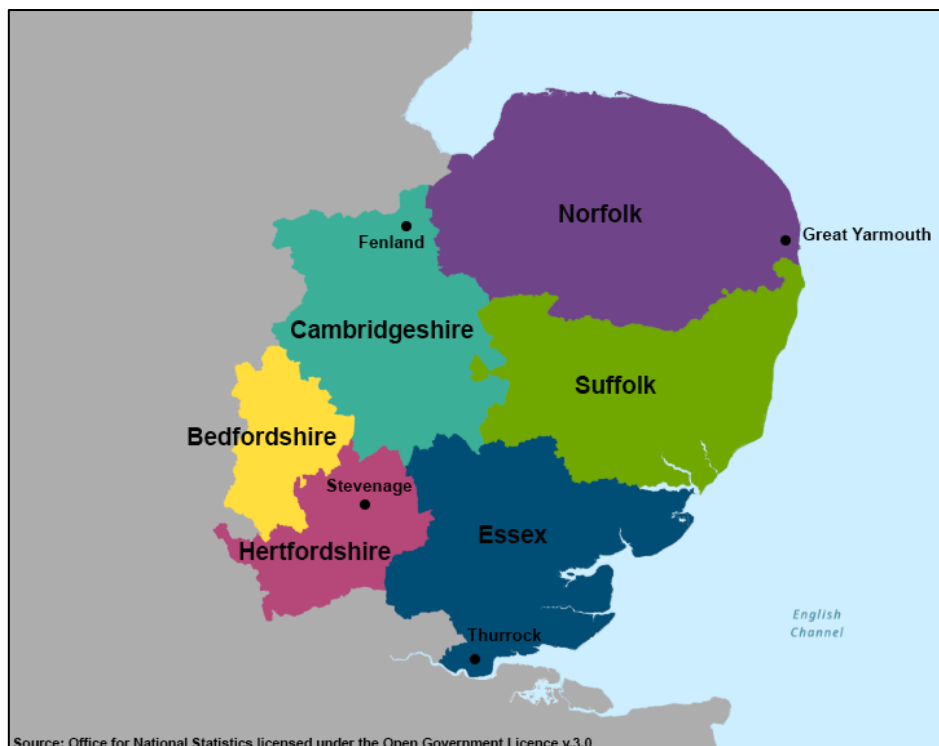 Norfolk
Great Yarmouth
Fenland
Cambridgeshire
Suffolk
Bedfordshire
Stevenage
Essex
Hertfordshire
English
Channel
Thurrock
Source: Office for National Statistics licensed under the Open Government Licence v.3.0